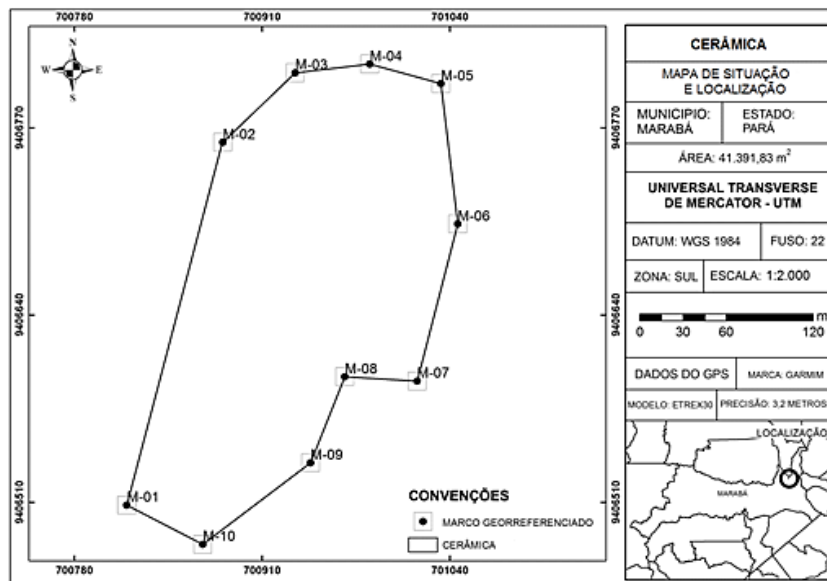 700780
700910
701040
N
W
E
S
M-01
M-02
M-03
M-04
M-05
M-06
M-07
M-08
M-09
M-10
9406770
9406640
9406510
9406770
9406640
9406510
700780
700910
701040
CONVENÇÕES
MARCO GEORREFERENCIADO
CERÂMICA
CERÂMICA
MAPA DE SITUAÇÃO
E LOCALIZAÇÃO
MUNICIPIO:
MARABÁ
ESTADO:
PARÁ
ÁREA: 41.391,83 m²
UNIVERSAL TRANSVERSE
DE MERCATOR - UTM
DATUM: WGS 1984
FUSO: 22
ZONA: SUL
ESCALA: 1:2.000
m
0 30 60 120
DADOS DO GPS
MARCA: GARMIM
MODELO: ETREX30
PRECISÃO: 3,2 METROS
LOCALIZAÇÃO
MARABÁ